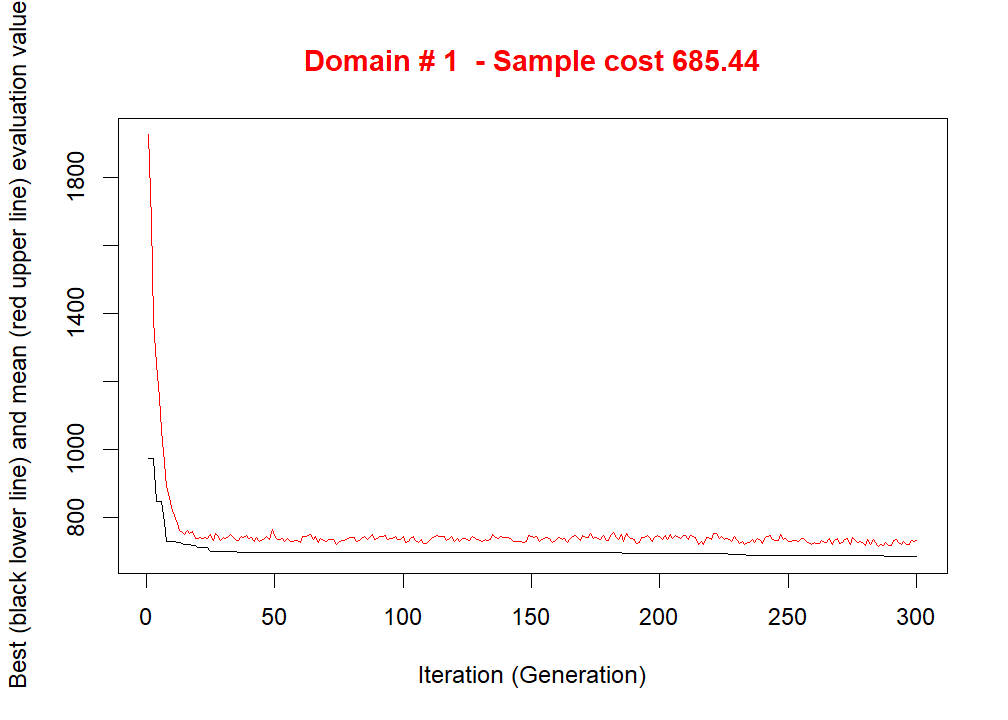 Domain # 1  - Sample cost 685.44
Best (black lower line) and mean (red upper line) evaluation value
1800
1400
1000
800
0 50 100 150 200 250 300
Iteration (Generation)